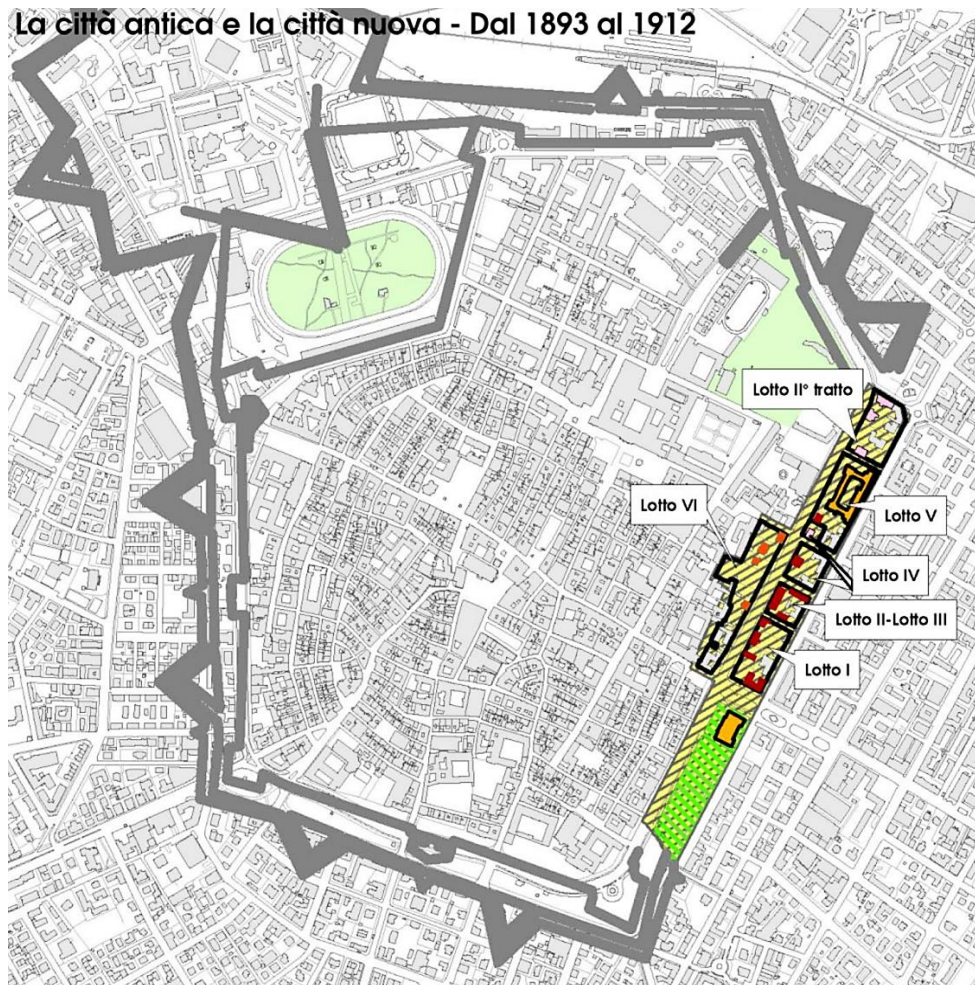 La città antica e la città nuova - Dal 1893 al 1912
Lotto II° tratto
Lotto VI
Lotto V
Lotto IV
Lotto II-Lotto III
Lotto I